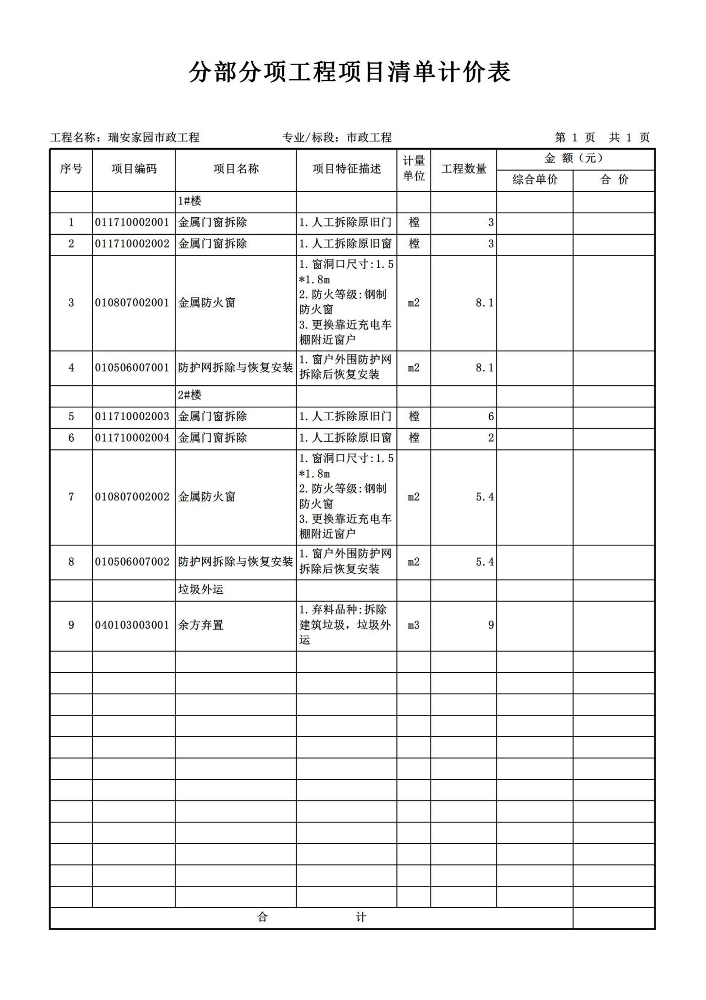 分部分项工程项目清单计价表
工程名称：瑞安家园市政工程 专业/标段：市政工程 第 1 页 共 1 页
序号 项目编码 项目名称 项目特征描述 计量单位 工程数量 金 额（元）
综合单价 合 价
1#楼
1 011710002001 金属门窗拆除 1.人工拆除原旧门 樘 3
2 011710002002 金属门窗拆除 1.人工拆除原旧窗 樘 3
3 010807002001 金属防火窗 1.窗洞口尺寸:1.5
*1.8m
2.防火等级:钢制
防火窗
3.更换靠近充电车
棚附近窗户
m2 8.1
4 010506007001 防护网拆除与恢复安装 1.窗户外围防护网
拆除后恢复安装
m2 8.1
2#楼
5 011710002003 金属门窗拆除 1.人工拆除原旧门 樘 6
6 011710002004 金属门窗拆除 1.人工拆除原旧窗 樘 2
7 010807002002 金属防火窗 1.窗洞口尺寸:1.5
*1.8m
2.防火等级:钢制
防火窗
3.更换靠近充电车
棚附近窗户
m2 5.4
8 010506007002 防护网拆除与恢复安装 1.窗户外围防护网
拆除后恢复安装
m2 5.4
垃圾外运
9 040103003001 余方弃置 1.弃料品种:拆除
建筑垃圾，垃圾外
运
m3 9
合 计